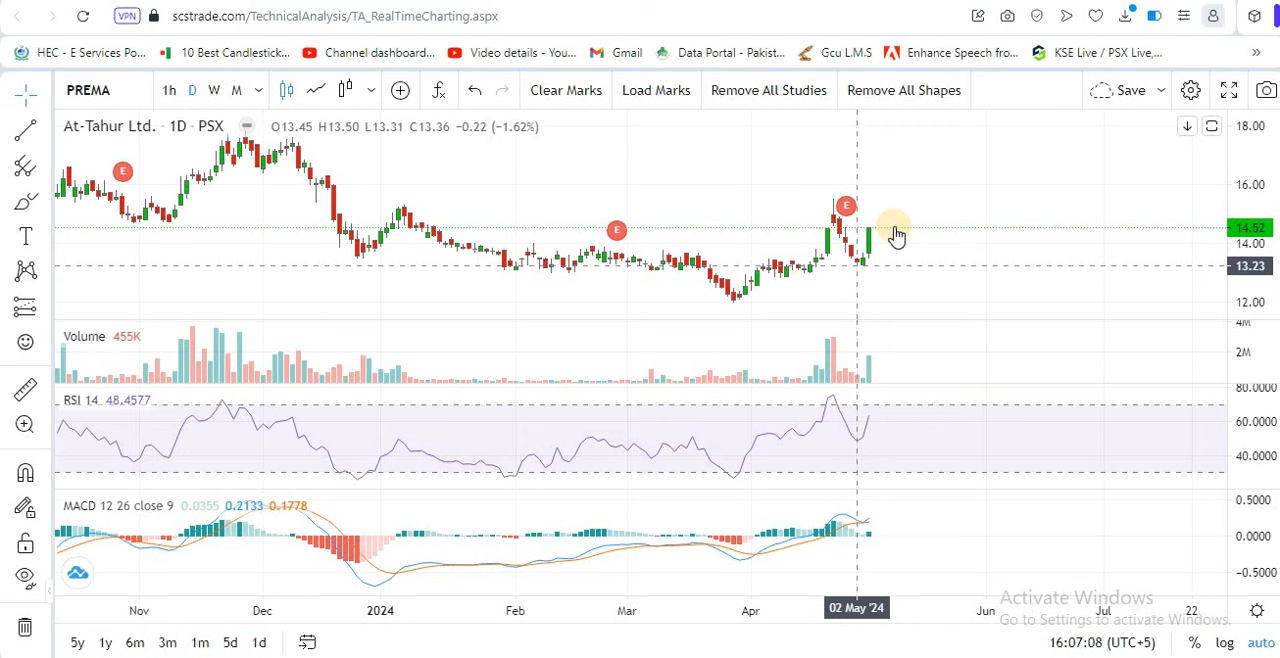 VPN scstrade.com/TechnicalAnalysis/TA_RealTimeCharting.aspx
HEC - E Services Po... 10 Best Candlestick... Channel dashboard... Video details - You... Gmail Data Portal - Pakist... Gcu L.M.S Enhance Speech fro... KSE Live / PSX Live,... »
PREMA 1h D W M Clear Marks Load Marks Remove All Studies Remove All Shapes Save
At-Tahur Ltd. · 1D · PSX O13.45 H13.50 L13.31 C13.36 −0.22 (−1.62%)
18.00
E
16.00
E
E
14.52
14.00
13.23
12.00
4M
Volume 455K
2M
80.0000
RSI 14 48.4577
60.0000
40.0000
MACD 12 26 close 9 0.0355 0.2133 0.1778
0.5000
0.0000
−0.5000
Nov Dec 2024 Feb Mar Apr 02 May '24 Jun Jul 22
Activate Windows
Go to Settings to activate Windows.
5y 1y 6m 3m 1m 5d 1d 16:07:08 (UTC+5) % log auto